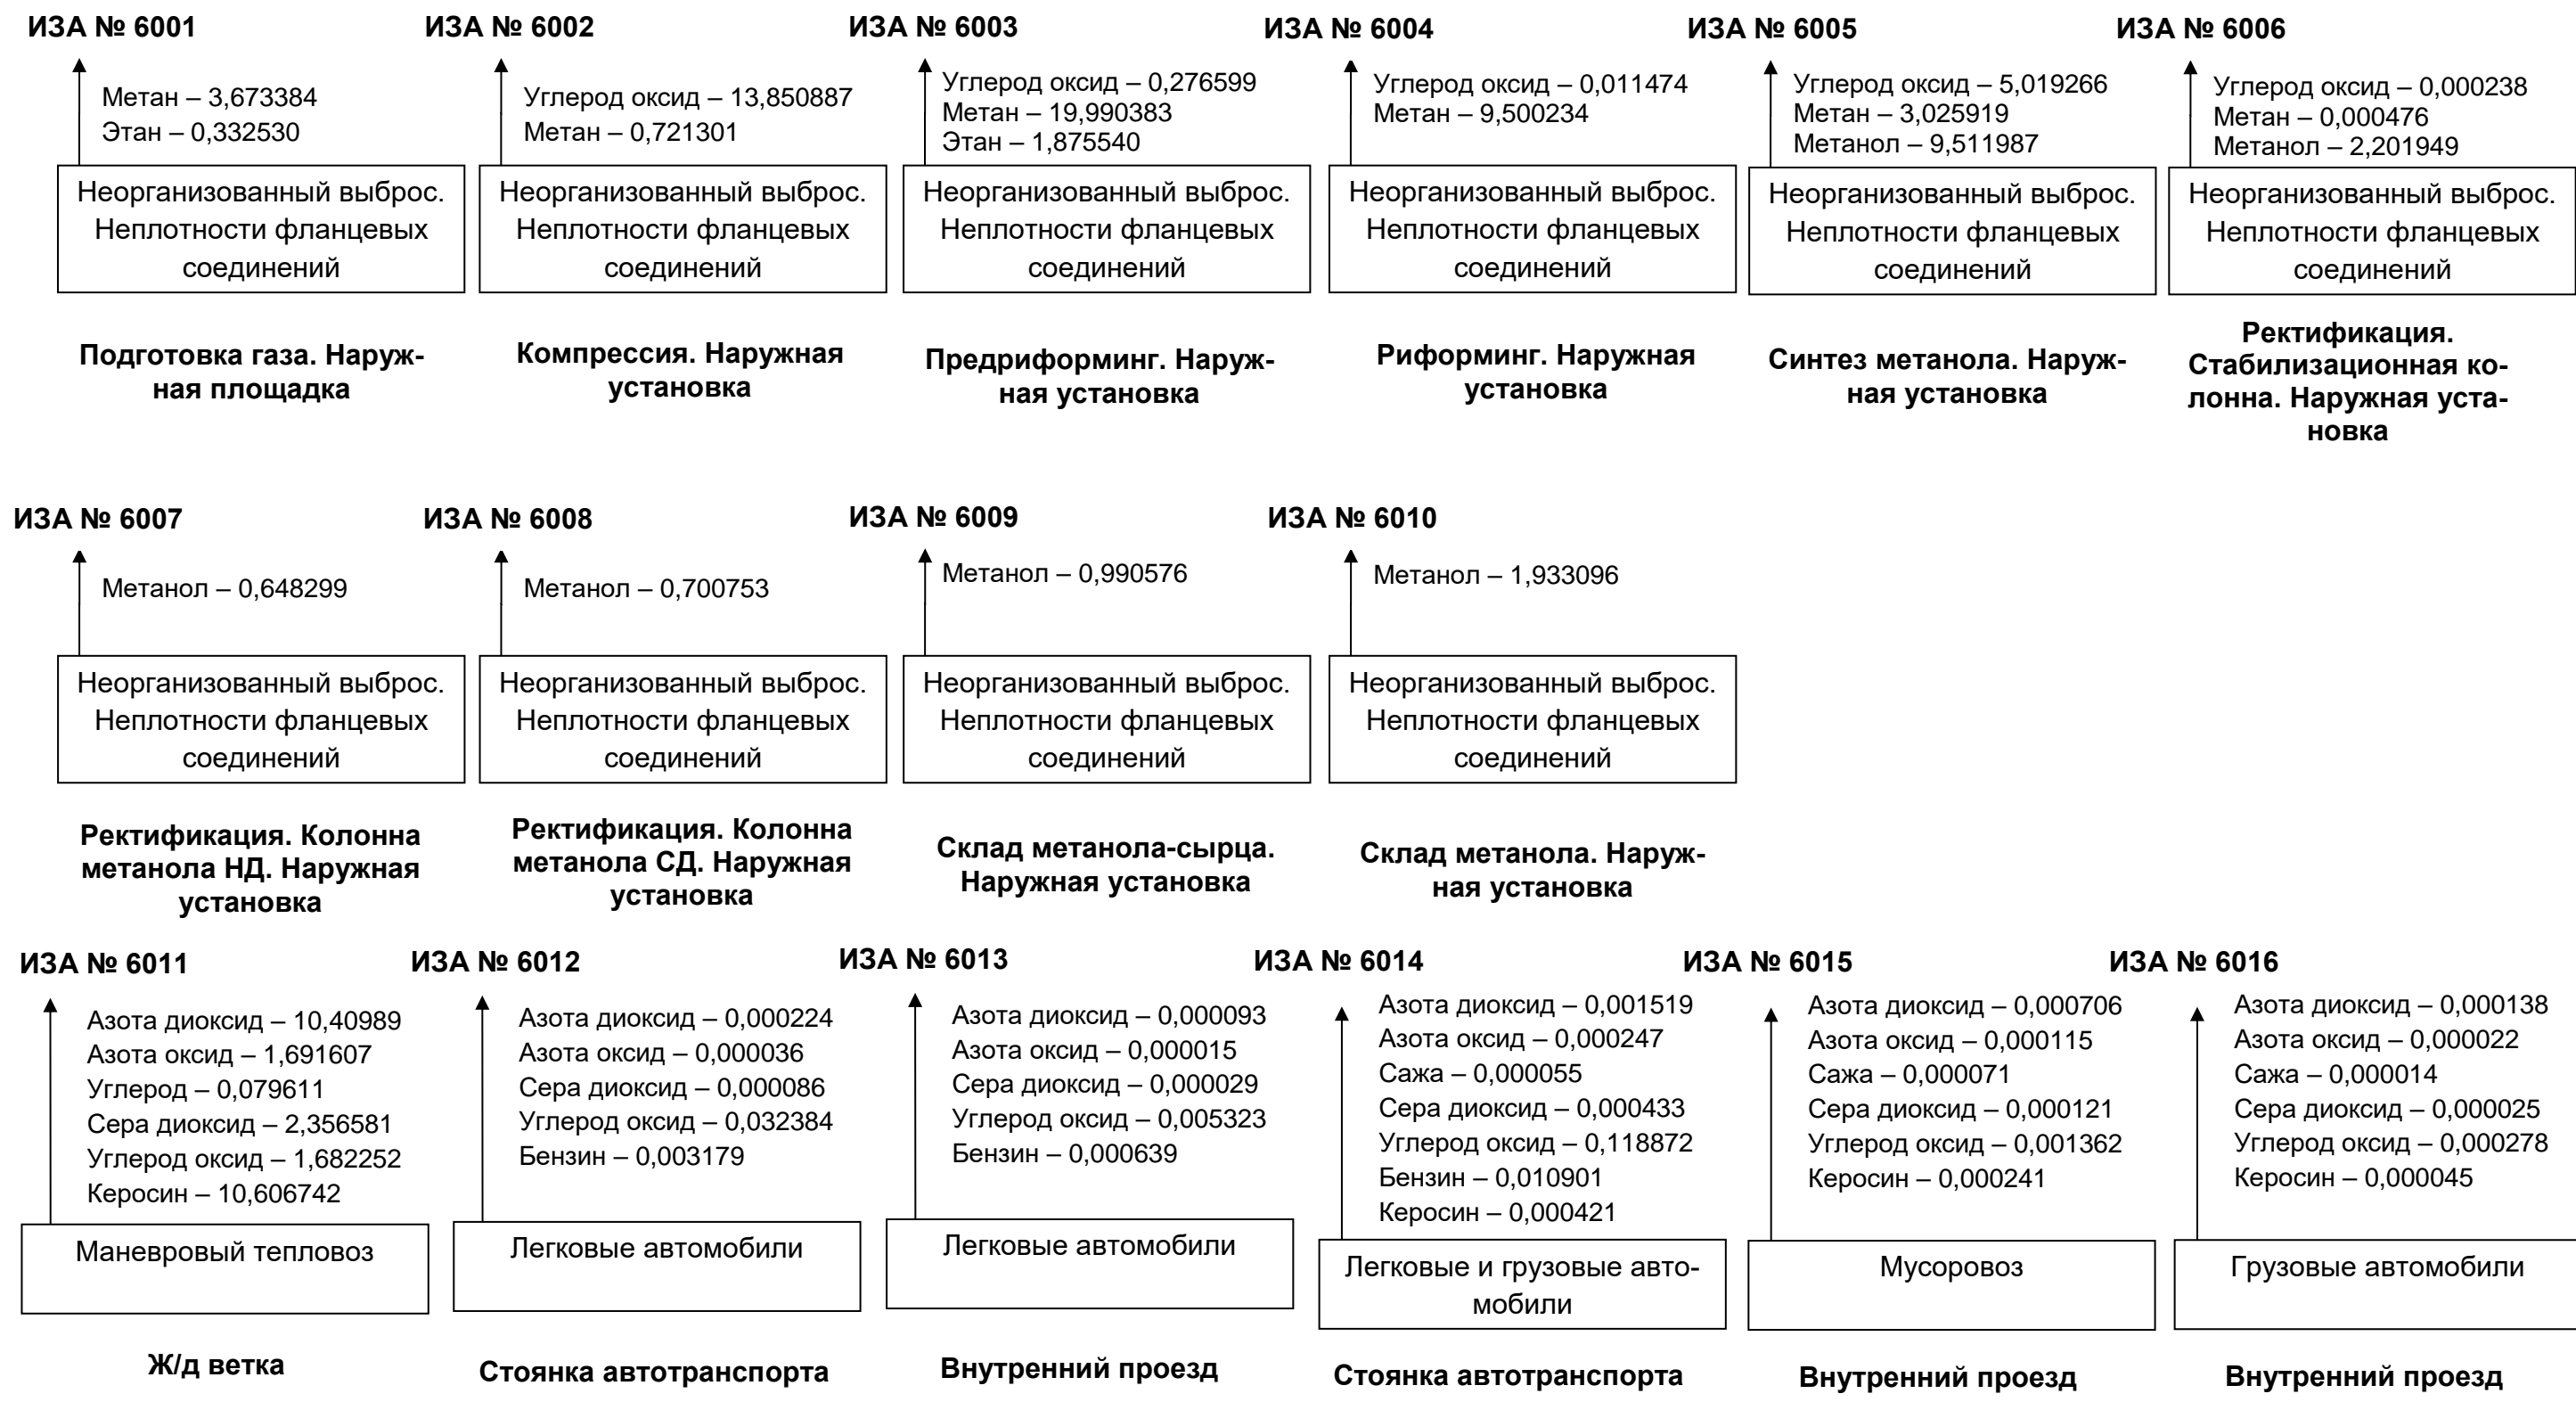 ИЗА № 6001
Метан – 3,673384
Этан – 0,332530
Неорганизованный выброс.
Неплотности фланцевых
соединений
Подготовка газа. Наруж-
ная площадка
ИЗА № 6002
Углерод оксид – 13,850887
Метан – 0,721301
Неорганизованный выброс.
Неплотности фланцевых
соединений
Компрессия. Наружная
установка
ИЗА № 6003
Углерод оксид – 0,276599
Метан – 19,990383
Этан – 1,875540
Неорганизованный выброс.
Неплотности фланцевых
соединений
Предриформинг. Наруж-
ная установка
ИЗА № 6004
Углерод оксид – 0,011474
Метан – 9,500234
Неорганизованный выброс.
Неплотности фланцевых
соединений
Риформинг. Наружная
установка
ИЗА № 6005
Углерод оксид – 5,019266
Метан – 3,025919
Метанол – 9,511987
Неорганизованный выброс.
Неплотности фланцевых
соединений
Синтез метанола. Наруж-
ная установка
ИЗА № 6006
Углерод оксид – 0,000238
Метан – 0,000476
Метанол – 2,201949
Неорганизованный выброс.
Неплотности фланцевых
соединений
Ректификация.
Стабилизационная ко-
лонна. Наружная уста-
новка
ИЗА № 6007
Метанол – 0,648299
Неорганизованный выброс.
Неплотности фланцевых
соединений
Ректификация. Колонна
метанола НД. Наружная
установка
ИЗА № 6008
Метанол – 0,700753
Неорганизованный выброс.
Неплотности фланцевых
соединений
Ректификация. Колонна
метанола СД. Наружная
установка
ИЗА № 6009
Метанол – 0,990576
Неорганизованный выброс.
Неплотности фланцевых
соединений
Склад метанола-сырца.
Наружная установка
ИЗА № 6010
Метанол – 1,933096
Неорганизованный выброс.
Неплотности фланцевых
соединений
Склад метанола. Наруж-
ная установка
ИЗА № 6011
Азота диоксид – 10,40989
Азота оксид – 1,691607
Углерод – 0,079611
Сера диоксид – 2,356581
Углерод оксид – 1,682252
Керосин – 10,606742
Маневровый тепловоз
Ж/д ветка
ИЗА № 6012
Азота диоксид – 0,000224
Азота оксид – 0,000036
Сера диоксид – 0,000086
Углерод оксид – 0,032384
Бензин – 0,003179
Легковые автомобили
Стоянка автотранспорта
ИЗА № 6013
Азота диоксид – 0,000093
Азота оксид – 0,000015
Сера диоксид – 0,000029
Углерод оксид – 0,005323
Бензин – 0,000639
Легковые автомобили
Внутренний проезд
ИЗА № 6014
Азота диоксид – 0,001519
Азота оксид – 0,000247
Сажа – 0,000055
Сера диоксид – 0,000433
Углерод оксид – 0,118872
Бензин – 0,010901
Керосин – 0,000421
Легковые и грузовые авто-
мобили
Стоянка автотранспорта
ИЗА № 6015
Азота диоксид – 0,000706
Азота оксид – 0,000115
Сажа – 0,000071
Сера диоксид – 0,000121
Углерод оксид – 0,001362
Керосин – 0,000241
Мусоровоз
Внутренний проезд
ИЗА № 6016
Азота диоксид – 0,000138
Азота оксид – 0,000022
Сажа – 0,000014
Сера диоксид – 0,000025
Углерод оксид – 0,000278
Керосин – 0,000045
Грузовые автомобили
Внутренний проезд